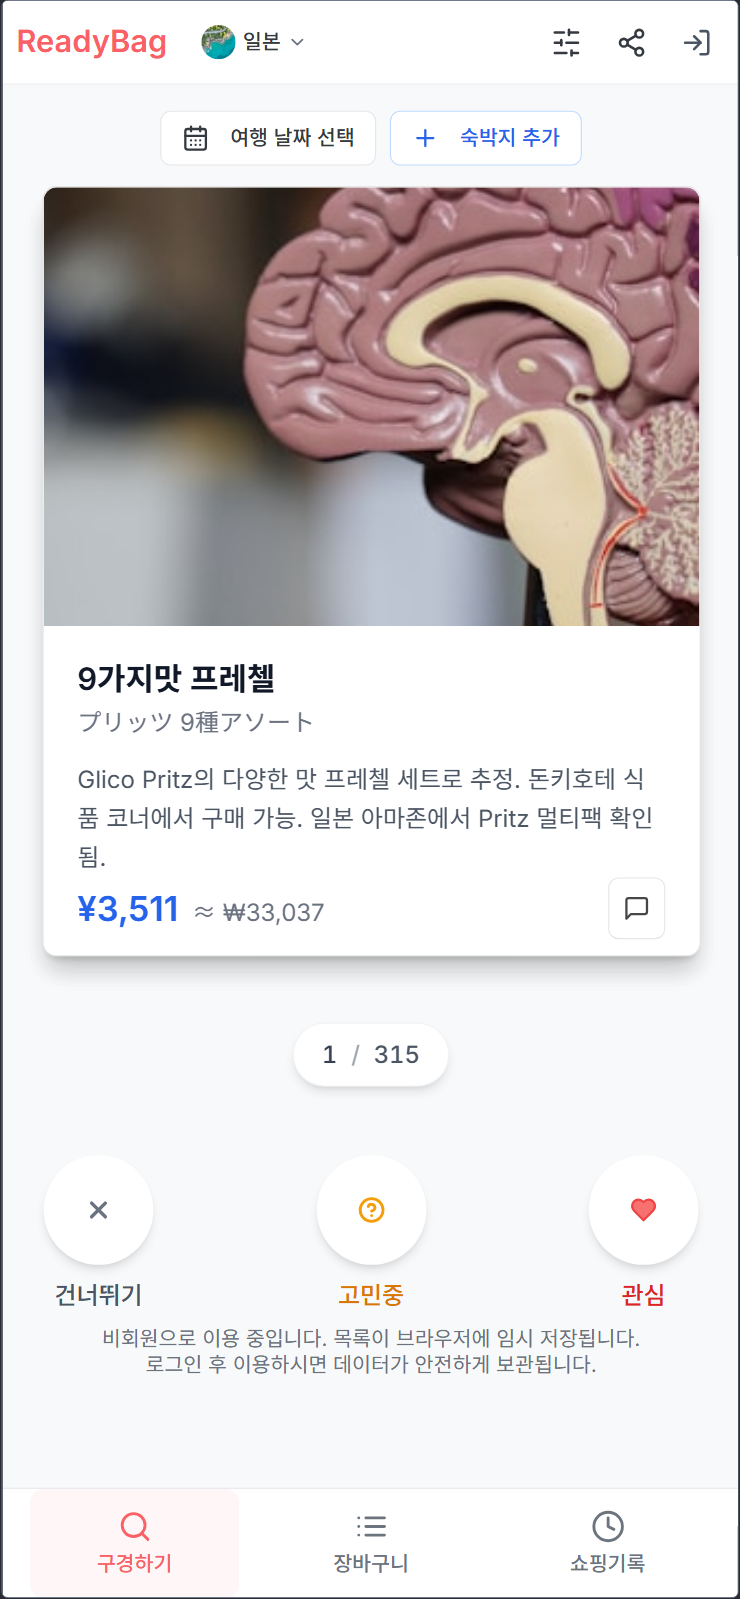 ReadyBag
일본
여행 날짜 선택
숙박지 추가
9가지맛 프레첼
プリッツ 9種アソート
Glico Pritz의 다양한 맛 프레첼 세트로 추정. 돈키호테 식
품 코너에서 구매 가능. 일본 아마존에서 Pritz 멀티팩 확인
됨.
¥3,511 ≈ ₩33,037
1 / 315
건너뛰기
고민중
관심
비회원으로 이용 중입니다. 목록이 브라우저에 임시 저장됩니다.
로그인 후 이용하시면 데이터가 안전하게 보관됩니다.
구경하기
장바구니
쇼핑기록